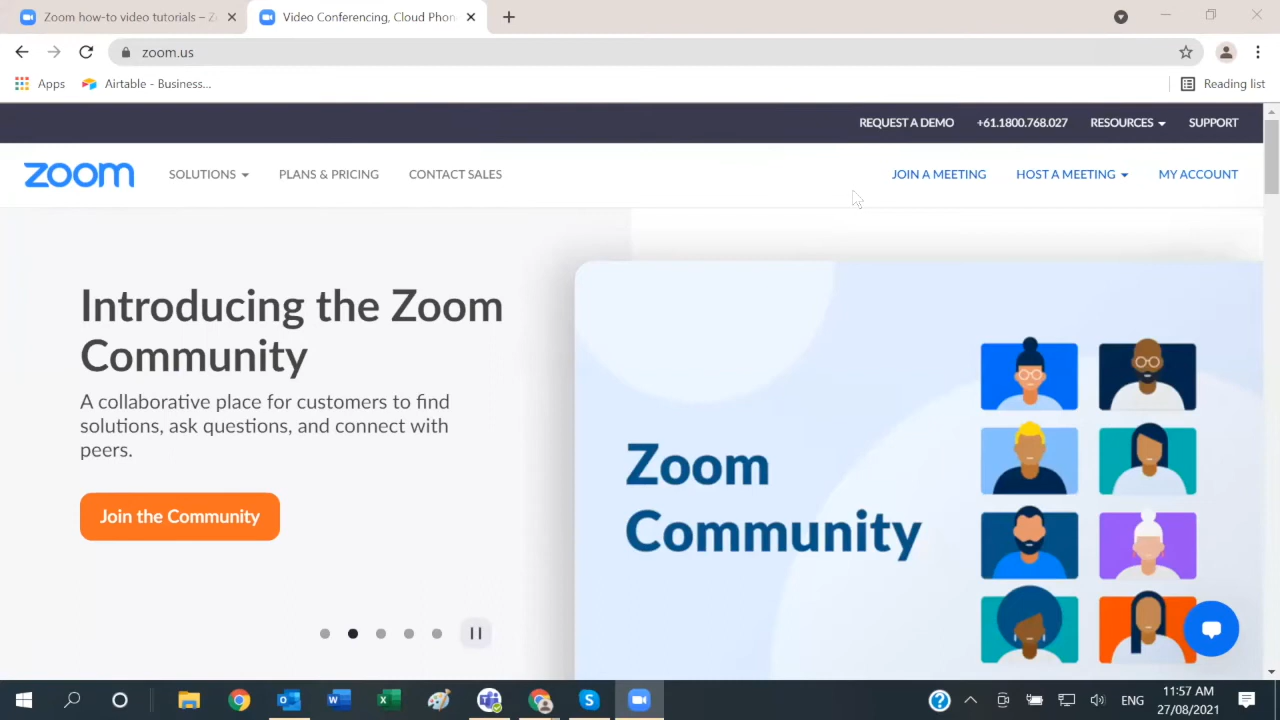 Zoom how-to video tutorials – Z
Video Conferencing, Cloud Phon
zoom.us
Apps
Airtable - Business...
Reading list
REQUEST A DEMO
+61.1800.768.027
RESOURCES
SUPPORT
zoom
SOLUTIONS
PLANS & PRICING
CONTACT SALES
JOIN A MEETING
HOST A MEETING
MY ACCOUNT
Introducing the Zoom
Community
A collaborative place for customers to find
solutions, ask questions, and connect with
peers.
Join the Community
Zoom
Community
ENG
11:57 AM
27/08/2021